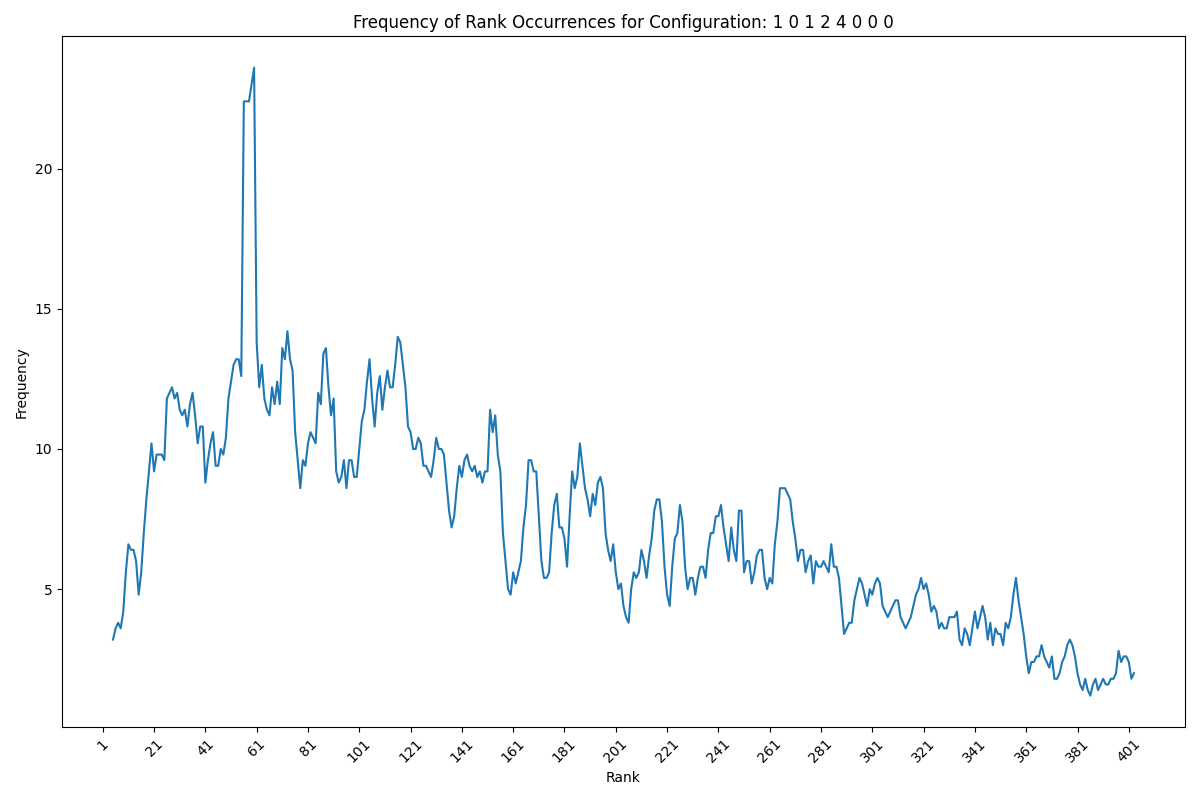 Frequency of Rank Occurrences for Configuration: 1 0 1 2 4 0 0 0
20
15
10
5
Frequency
1 21 41 61 81 101 121 141 161 181 201 221 241 261 281 301 321 341 361 381 401
Rank